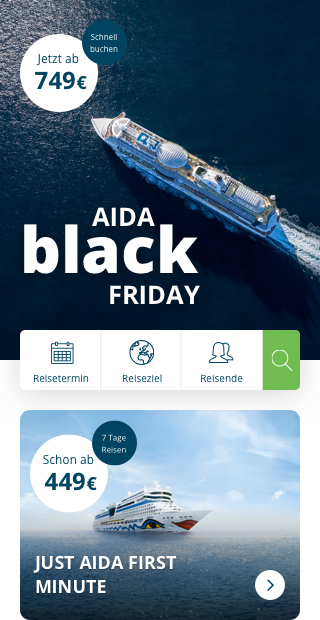 Schnell
buchen
Jetzt ab
749€
AIDA
black
FRIDAY
Reisetermin
Reiseziel
Reisende
7 Tage
Reisen
Schon ab
449€
JUST AIDA FIRST
MINUTE